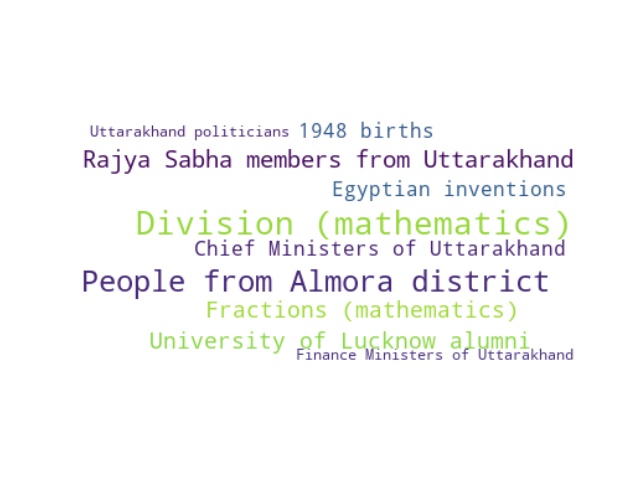 Uttarakhand politicians 1948 births
Rajya Sabha members from Uttarakhand
Egyptian inventions
Division (mathematics)
Chief Ministers of Uttarakhand
People from Almora district
Fractions (mathematics)
University of Lucknow alumni
Finance Ministers of Uttarakhand